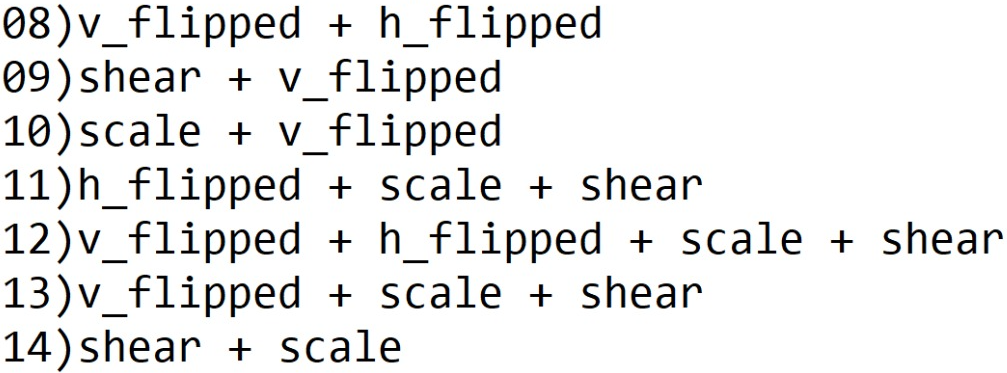 08)v_flipped + h_flipped
09)shear + v_flipped
10)scale + v_flipped
11)h_flipped + scale + shear
12)v_flipped + h_flipped + scale + shear
13)v_flipped + scale + shear
14)shear + scale